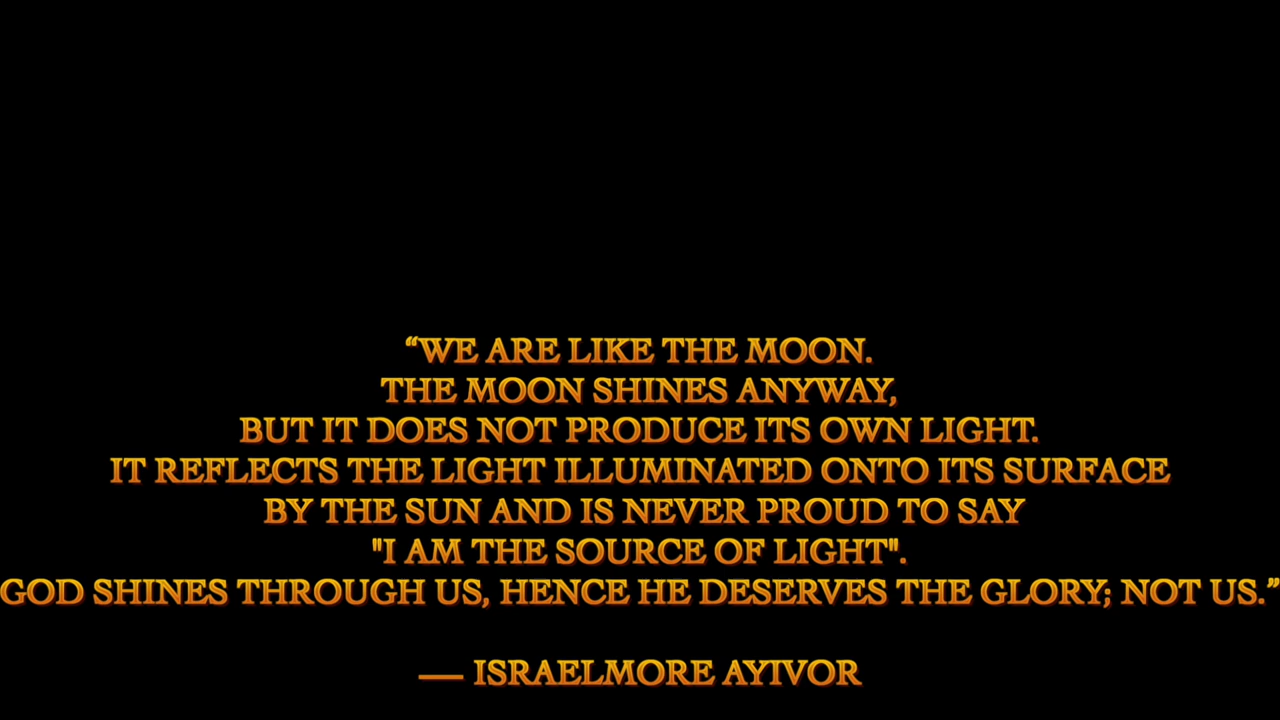 “WE ARE LIKE THE MOON.
THE MOON SHINES ANYWAY,
BUT IT DOES NOT PRODUCE ITS OWN LIGHT.
IT REFLECTS THE LIGHT ILLUMINATED ONTO ITS SURFACE
BY THE SUN AND IS NEVER PROUD TO SAY
"I AM THE SOURCE OF LIGHT".
GOD SHINES THROUGH US, HENCE HE DESERVES THE GLORY; NOT US.”
— ISRAELMORE AYIVOR